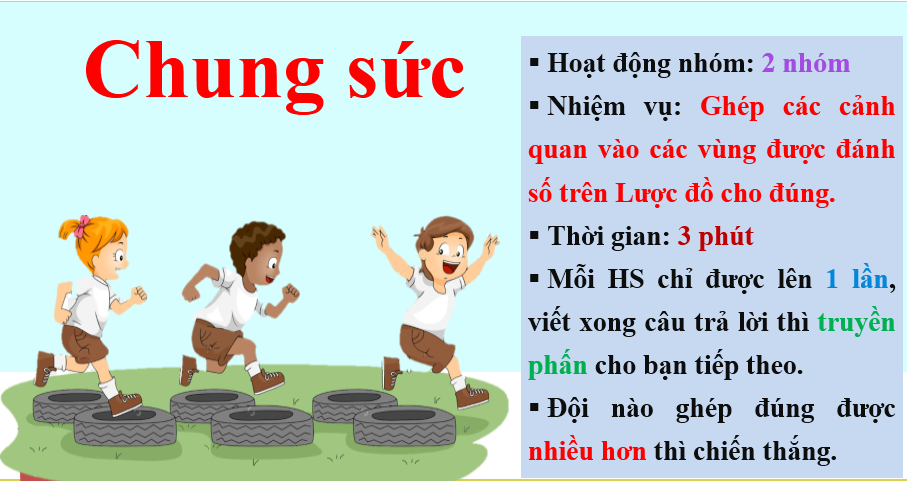 Chung sức
▪ Hoạt động nhóm: 2 nhóm
▪ Nhiệm vụ: Ghép các cảnh
quan vào các vùng được đánh
số trên Lược đồ cho đúng.
▪ Thời gian: 3 phút
▪ Mỗi HS chỉ được lên 1 lần,
viết xong câu trả lời thì truyền
phấn cho bạn tiếp theo.
▪ Đội nào ghép đúng được
nhiều hơn thì chiến thắng.